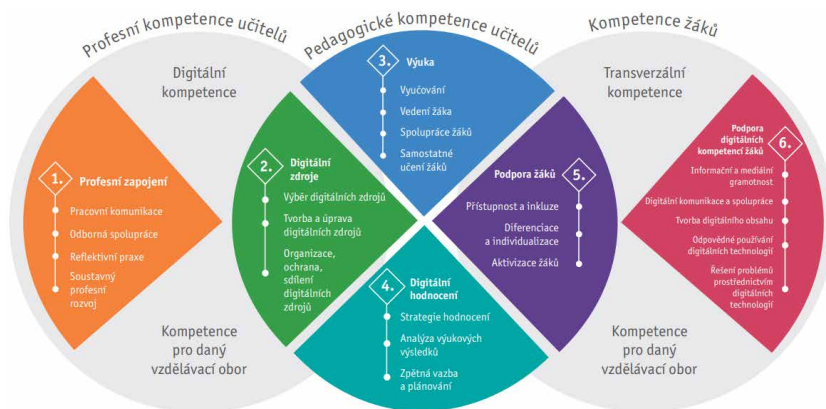 Profesní kompetence učitelů
Pedagogické kompetence učitelů
Kompetence žáků
Digitální
kompetence
Transverzální
kompetence
1.
Profesní zapojení
Pracovní komunikace
Odborná spolupráce
Reflektivní praxe
Soustavný
profesní
rozvoj
2.
Digitální
zdroje
Výběr digitálních zdrojů
Tvorba a úprava
digitálních zdrojů
Organizace,
ochrana,
sdílení
digitálních
zdrojů
3.
Výuka
Vyučování
Vedení žáka
Spolupráce žáků
Samostatné
učení žáků
4.
Digitální
hodnocení
Strategie hodnocení
Analýza výukových
výsledků
Zpětná vazba
a plánování
5.
Podpora žáků
Přístupnost a inkluze
Diferenciace
a individualizace
Aktivizace žáků
6.
Podpora
digitálních
kompetencí žáků
Informační a mediální
gramotnost
Digitální komunikace a spolupráce
Tvorba digitálního obsahu
Odpovědné používání
digitálních technologií
Řešení problémů
prostřednictvím
digitálních
technologií
Kompetence
pro daný
vzdělávací obor
Kompetence
pro daný
vzdělávací obor